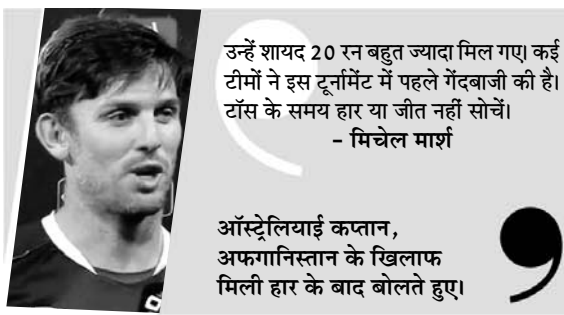 उन्हें शायद 20 रन बहुत ज्यादा मिल गए। कई
टीमों ने इस टूर्नामेंट में पहले गेंदबाजी की है।
टॉस के समय हार या जीत नहीं सोचें।
- मिचेल मार्श
ऑस्ट्रेलियाई कप्तान,
अफगानिस्तान के खिलाफ
मिली हार के बाद बोलते हुए।